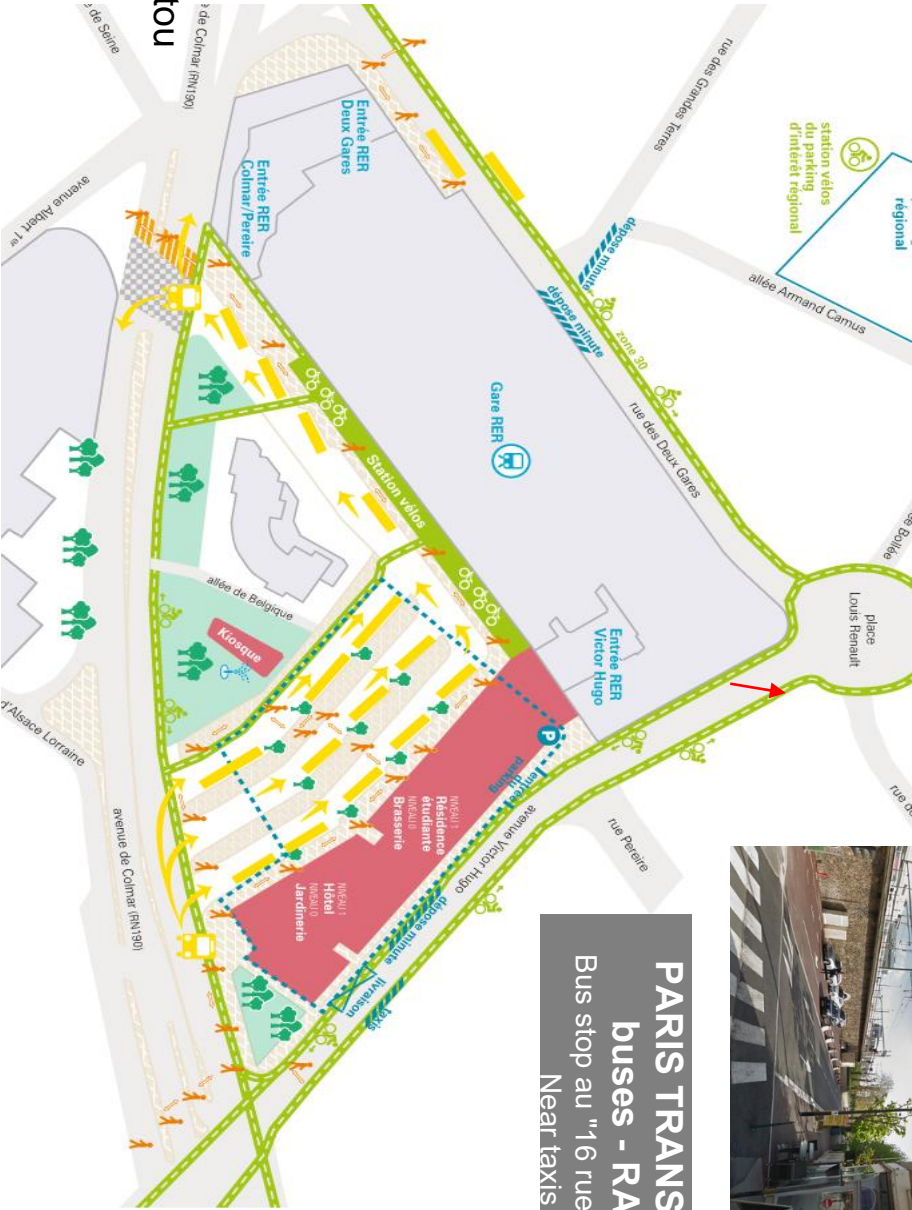 PARIS TRANS
buses - RA
Bus stop au "16 rue
Near taxis
tou
régional
station vélos
du parking
d'intérêt régional
rue des Grandes Terres
allée Armand Camus
dépose minute
dépose minute
zone 30
rue des Deux Gares
Bollée
place
Louis Renault
rue de
e de Colmar (RN190)
e de Seine
avenue Albert 1er
Entrée RER
Deux Gares
Entrée RER
Colmar/Pereire
Gare RER
Station vélos
Entrée RER
Victor Hugo
P
entrée
du
parking
avenue Victor Hugo
rue Pereire
allée de Belgique
Kiosque
NIVEAU 1
Résidence
étudiante
NIVEAU 0
Brasserie
NIVEAU 1
Hôtel
NIVEAU 0
Jardinerie
dépose minute
livraison
taxis
d'Alsace Lorraine
avenue de Colmar (RN190)